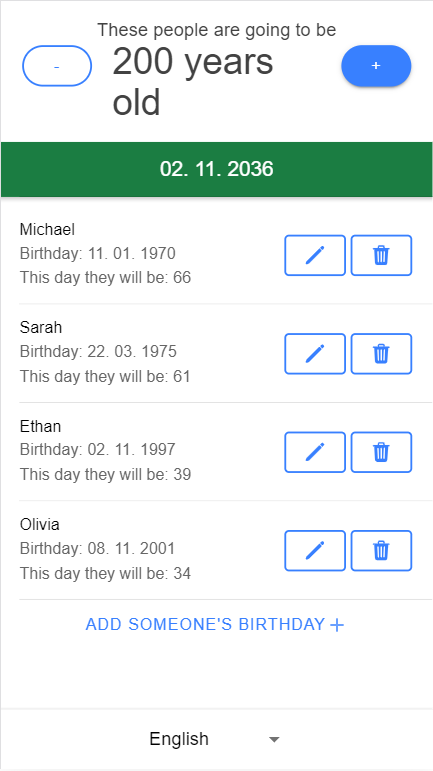 These people are going to be
-
200 years
old
+
02. 11. 2036
Michael
Birthday: 11. 01. 1970
This day they will be: 66
Sarah
Birthday: 22. 03. 1975
This day they will be: 61
Ethan
Birthday: 02. 11. 1997
This day they will be: 39
Olivia
Birthday: 08. 11. 2001
This day they will be: 34
ADD SOMEONE'S BIRTHDAY +
English